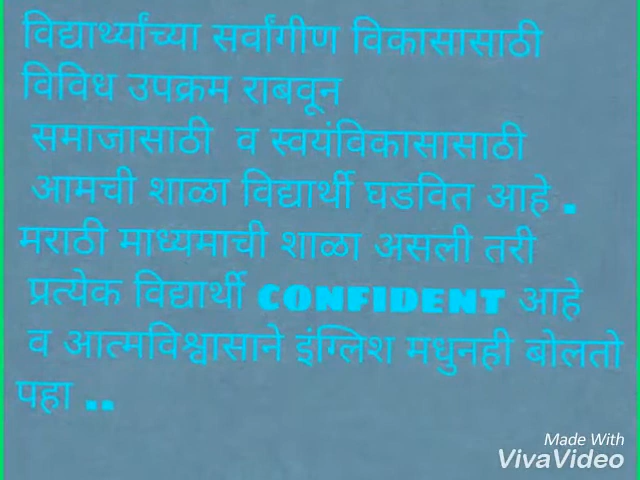 विद्यार्थ्यांच्या सर्वांगीण विकासासाठी
विविध उपक्रम राबवून
समाजासाठी व स्वयंविकासासाठी
आमची शाळा विद्यार्थी घडवित आहे .
मराठी माध्यमाची शाळा असली तरी
प्रत्येक विद्यार्थी CONFIDENT आहे
व आत्मविश्वासाने इंग्लिश मधुनही बोलतो
पहा ..
Made With
VivaVideo